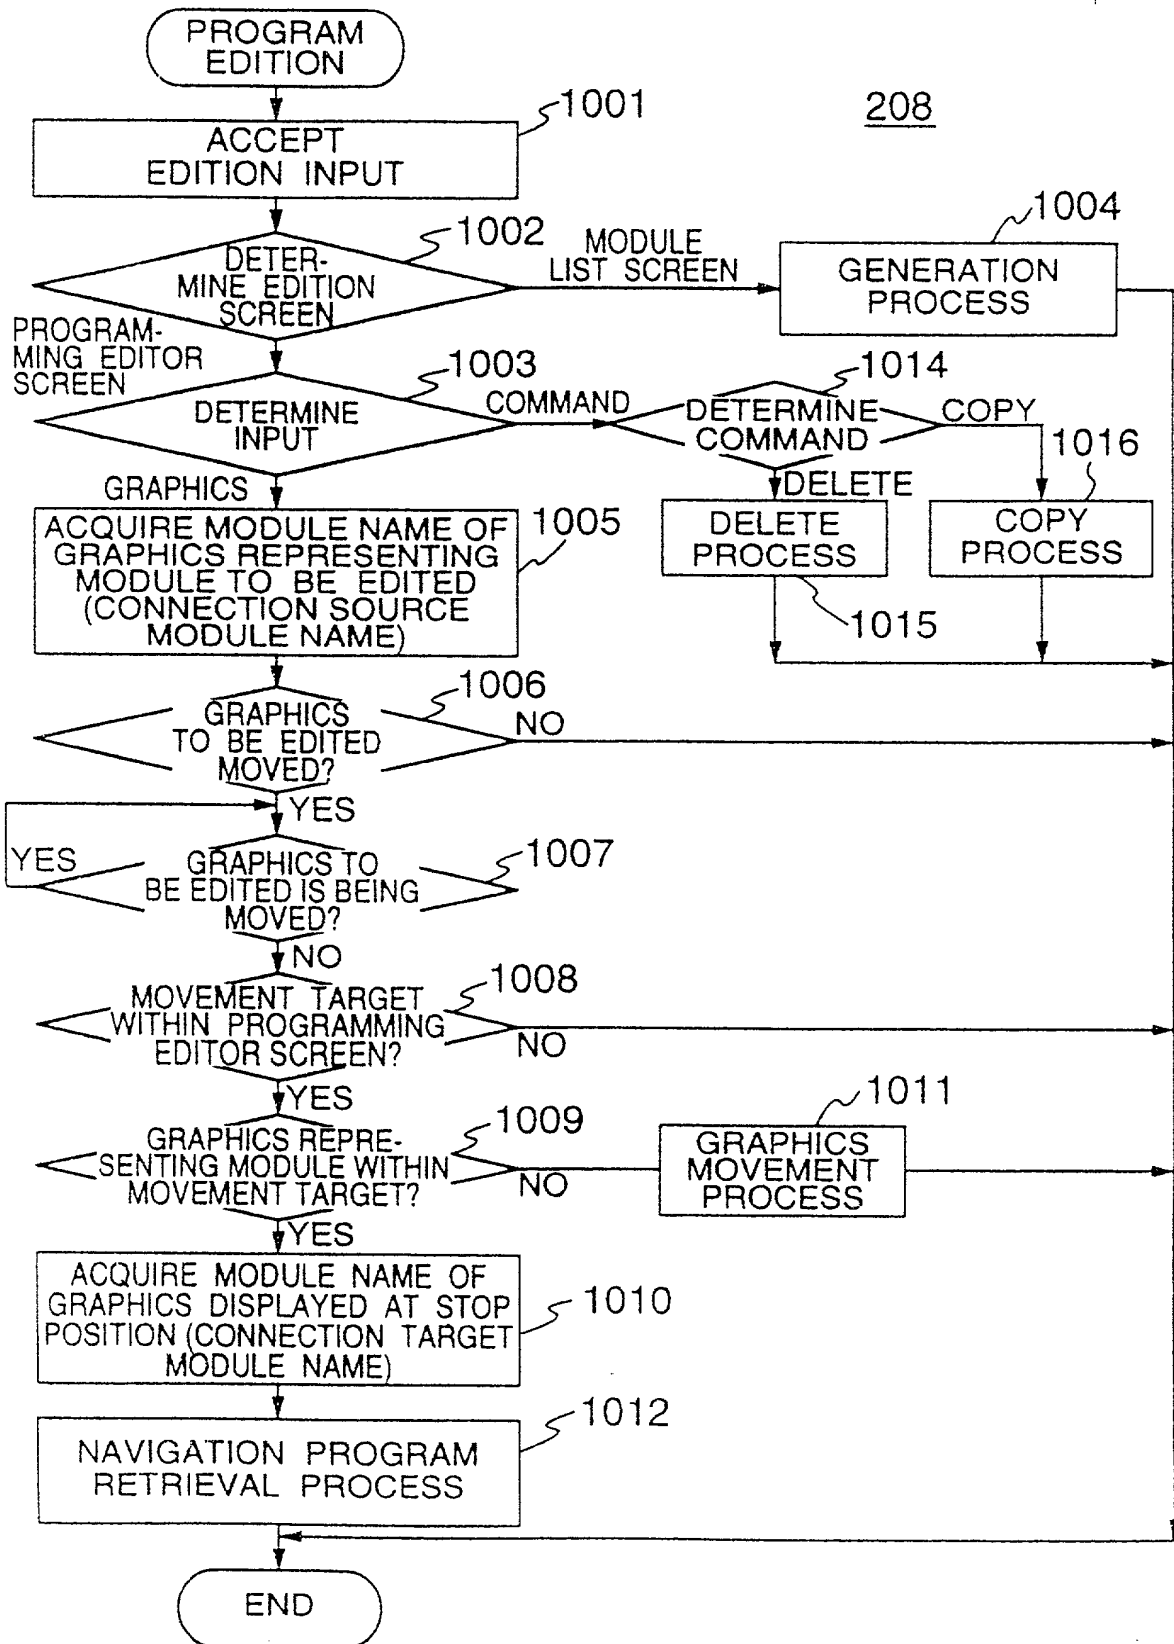 PROGRAM
EDITION
208
1001
ACCEPT
EDITION INPUT
1002
DETER-
MINE EDITION
SCREEN
MODULE
LIST SCREEN
1004
GENERATION
PROCESS
PROGRAM-
MING EDITOR
SCREEN
1003
DETERMINE
INPUT
COMMAND
1014
DETERMINE
COMMAND
COPY
1016
COPY
PROCESS
DELETE
DELETE
PROCESS
1015
GRAPHICS
1005
ACQUIRE MODULE NAME OF
GRAPHICS REPRESENTING
MODULE TO BE EDITED
(CONNECTION SOURCE
MODULE NAME)
1006
GRAPHICS
TO BE EDITED
MOVED?
NO
YES
YES
1007
GRAPHICS TO
BE EDITED IS BEING
MOVED?
NO
1008
MOVEMENT TARGET
WITHIN PROGRAMMING
EDITOR SCREEN?
NO
YES
1009
GRAPHICS REPRE-
SENTING MODULE WITHIN
MOVEMENT TARGET?
NO
1011
GRAPHICS
MOVEMENT
PROCESS
YES
ACQUIRE MODULE NAME OF
GRAPHICS DISPLAYED AT STOP
POSITION (CONNECTION TARGET
MODULE NAME)
1010
1012
NAVIGATION PROGRAM
RETRIEVAL PROCESS
END